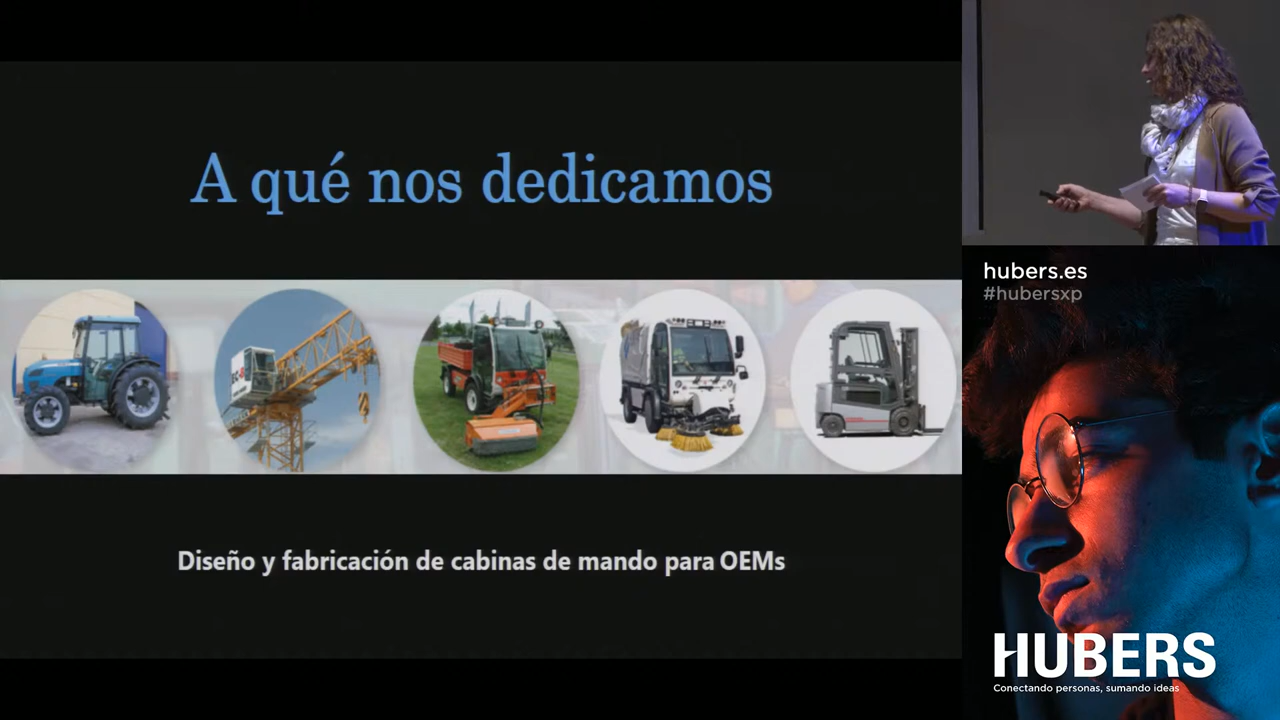 A qué nos dedicamos
Diseño y fabricación de cabinas de mando para OEMs
hubers.es
#hubersxp
HUBERS
Conectando personas, sumando ideas